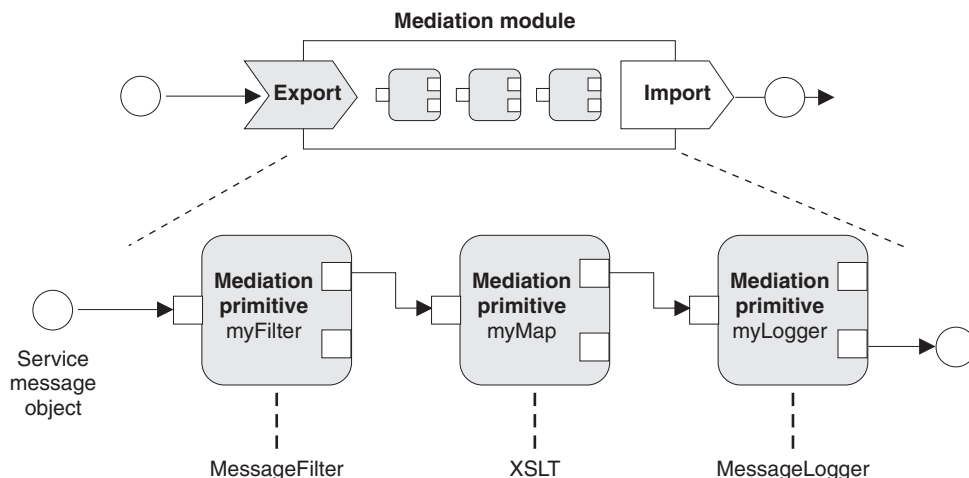 Mediation module
Export
Import
Mediation
primitive
myFilter
Mediation
primitive
myMap
Mediation
primitive
myLogger
Service
message
object
MessageFilter
XSLT
MessageLogger